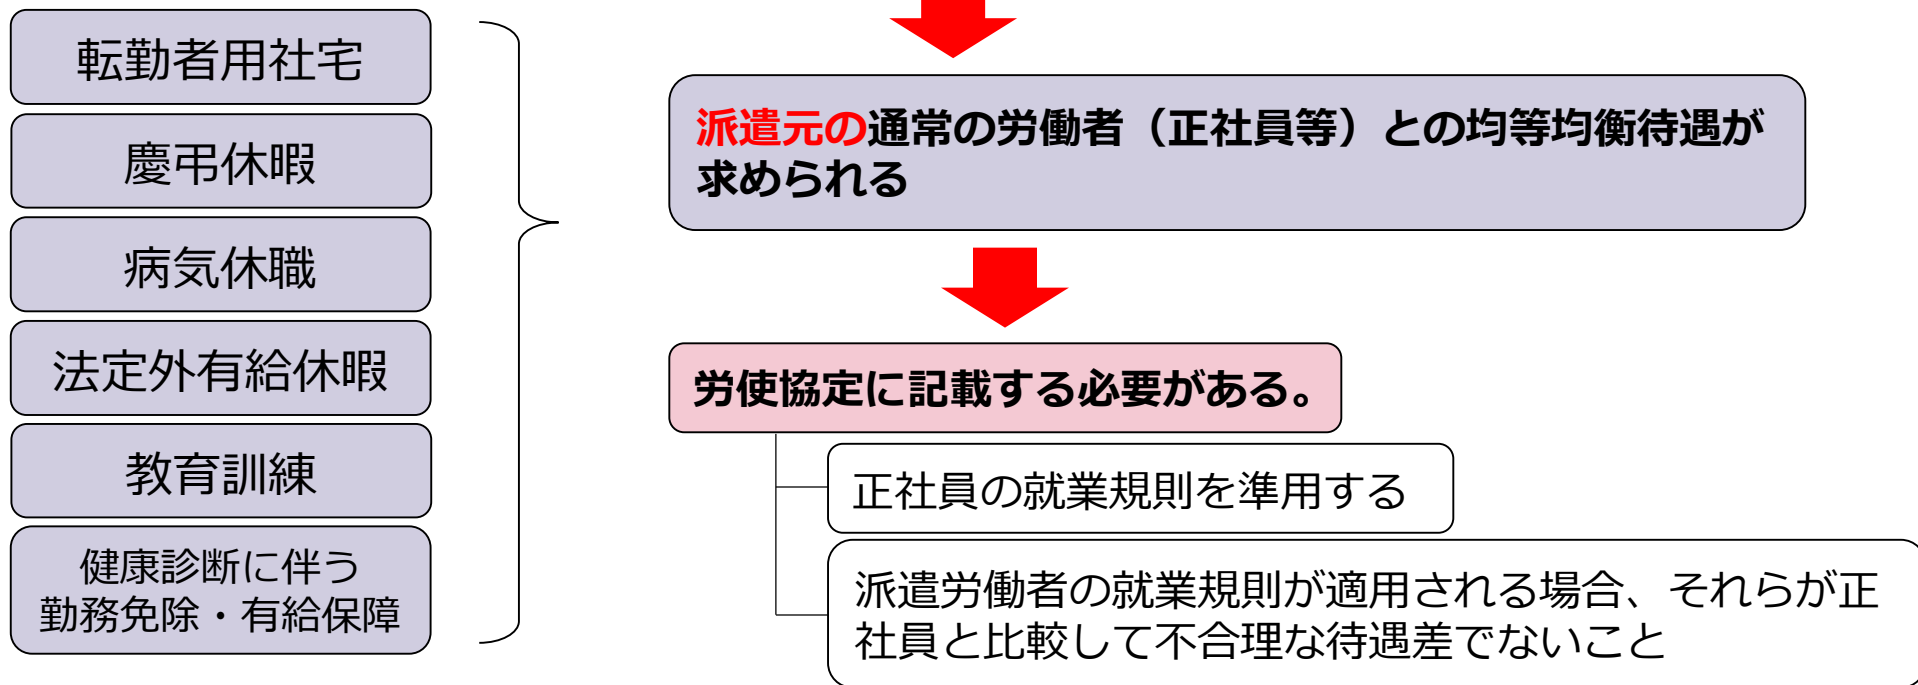 転勤者用社宅
慶弔休暇
病気休職
法定外有給休暇
教育訓練
健康診断に伴う
勤務免除・有給保障
派遣元の通常の労働者（正社員等）との均等均衡待遇が
求められる
労使協定に記載する必要がある。
正社員の就業規則を準用する
派遣労働者の就業規則が適用される場合、それらが正
社員と比較して不合理な待遇差でないこと